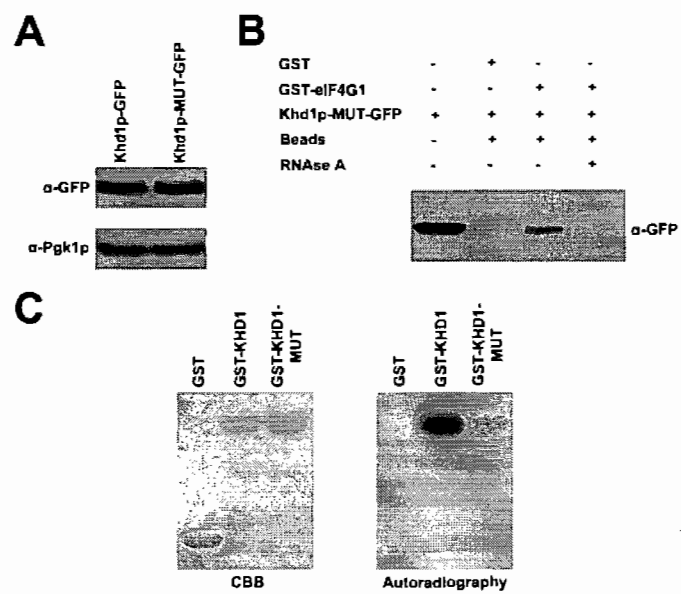 A
Khd1p-GFP
Khd1p-MUT-GFP
α-GFP
α-Pgk1p
B
GST - + - -
GST-eIF4G1 - - + +
Khd1p-MUT-GFP + + + +
Beads - + + +
RNAse A - - - +
α-GFP
C
GST
GST-KHD1
GST-KHD1-
MUT
CBB
GST
GST-KHD1
GST-KHD1-
MUT
Autoradiography